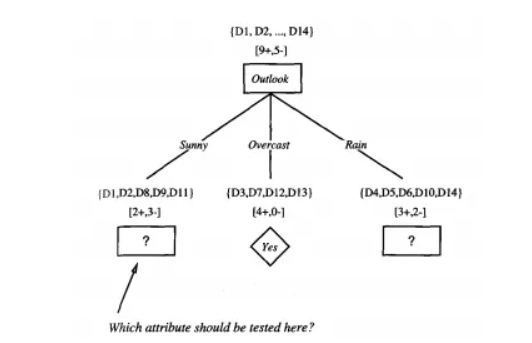 {D1, D2, ..., D14}
[9+,5-]
Outlook
Sunny
Overcast
Rain
{D1,D2,D8,D9,D11}
{D3,D7,D12,D13}
{D4,D5,D6,D10,D14}
[2+,3-]
[4+,0-]
[3+,2-]
?
Yes
?
Which attribute should be tested here?